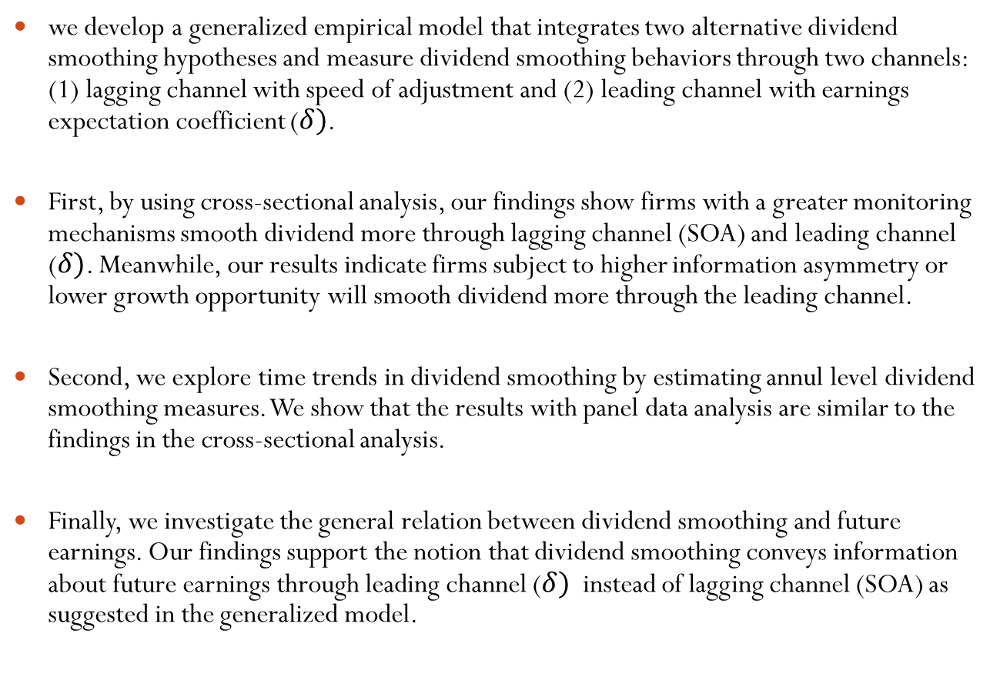 • we develop a generalized empirical model that integrates two alternative dividend
smoothing hypotheses and measure dividend smoothing behaviors through two channels:
(1) lagging channel with speed of adjustment and (2) leading channel with earnings
expectation coefficient (δ).
• First, by using cross-sectional analysis, our findings show firms with a greater monitoring
mechanisms smooth dividend more through lagging channel (SOA) and leading channel
(δ). Meanwhile, our results indicate firms subject to higher information asymmetry or
lower growth opportunity will smooth dividend more through the leading channel.
• Second, we explore time trends in dividend smoothing by estimating annul level dividend
smoothing measures. We show that the results with panel data analysis are similar to the
findings in the cross-sectional analysis.
• Finally, we investigate the general relation between dividend smoothing and future
earnings. Our findings support the notion that dividend smoothing conveys information
about future earnings through leading channel (δ) instead of lagging channel (SOA) as
suggested in the generalized model.